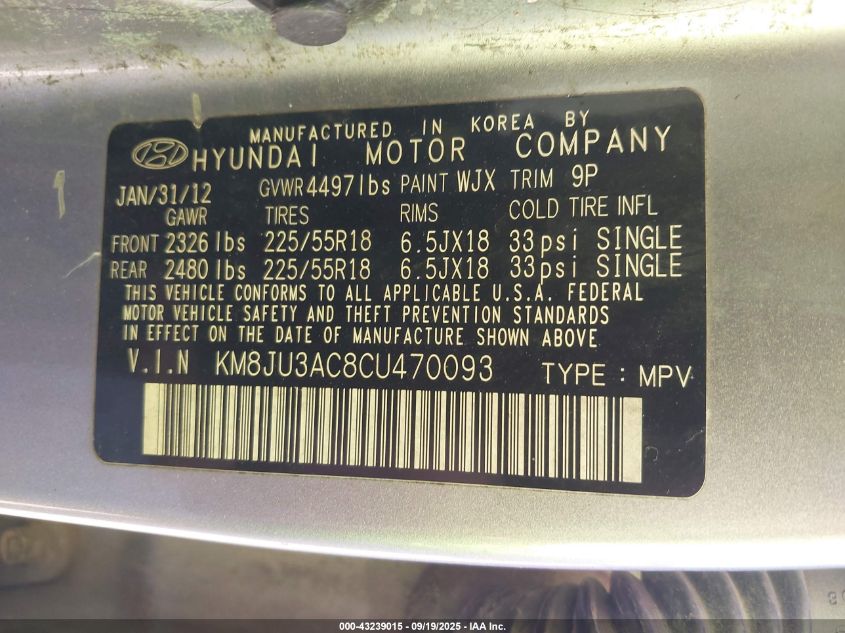 MANUFACTURED IN KOREA BY
HYUNDAI MOTOR COMPANY
JAN/31/12 GVWR 4497lbs PAINT WJX TRIM 9P
GAWR TIRES RIMS COLD TIRE INFL
FRONT 2326 lbs 225/55R18 6.5JX18 33psi SINGLE
REAR 2480 lbs 225/55R18 6.5JX18 33psi SINGLE
THIS VEHICLE CONFORMS TO ALL APPLICABLE U.S.A. FEDERAL
MOTOR VEHICLE SAFETY AND THEFT PREVENTION STANDARDS
IN EFFECT ON THE DATE OF MANUFACTURE SHOWN ABOVE
V.I.N KM8JU3AC8CU470093 TYPE : MPV
000-43239015 - 09/19/2025 - IAA Inc.